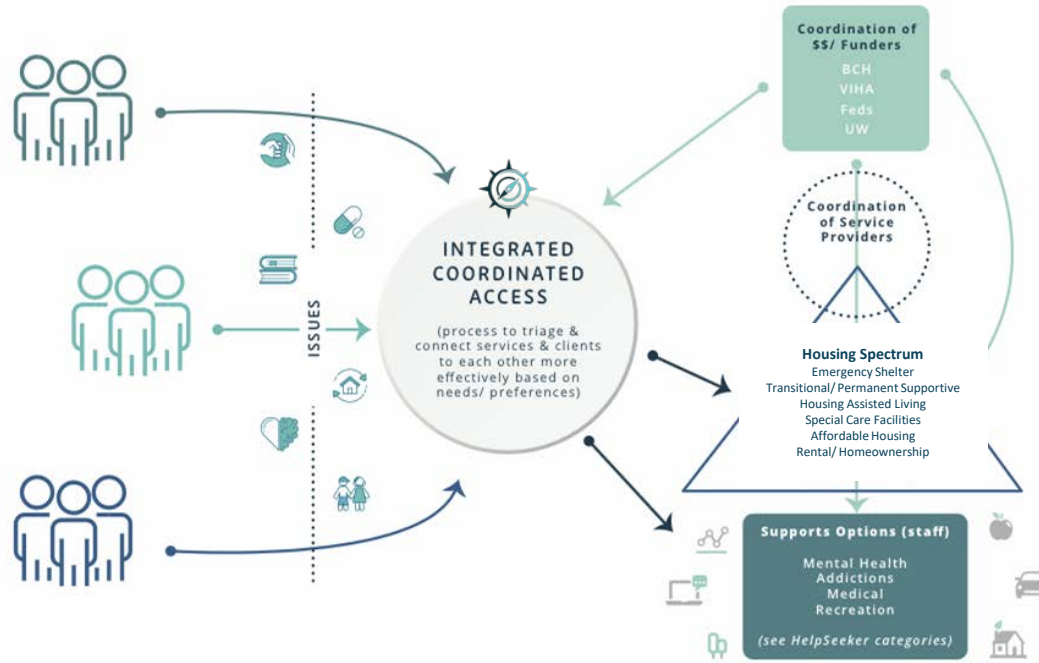 ISSUES
INTEGRATED
COORDINATED
ACCESS
(process to triage &
connect services & clients
to each other more
effectively based on
needs/ preferences)
Coordination of
$$/ Funders
BCH
VIHA
Feds
UW
Coordination
of Service
Providers
Housing Spectrum
Emergency Shelter
Transitional/ Permanent Supportive
Housing Assisted Living
Special Care Facilities
Affordable Housing
Rental/ Homeownership
Supports Options (staff)
Mental Health
Addictions
Medical
Recreation
(see HelpSeeker categories)